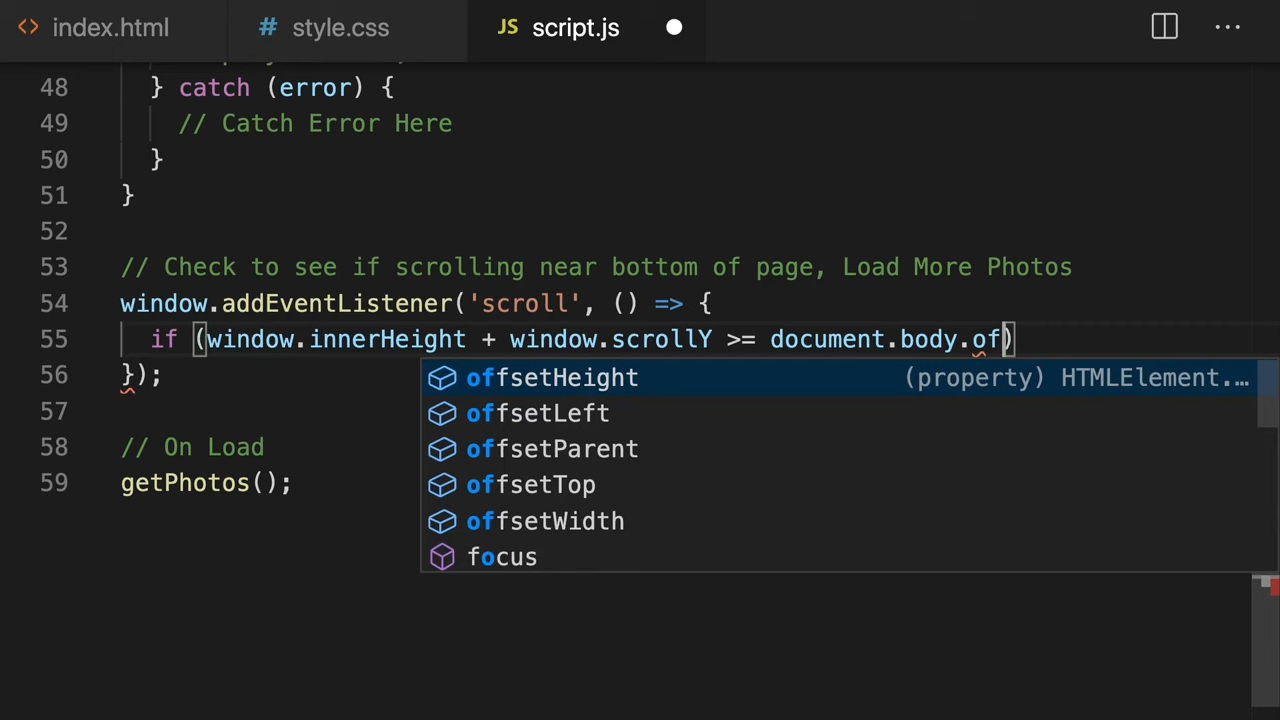 <> index.html # style.css JS script.js ● ...
48 } catch (error) {
49 // Catch Error Here
50 }
51 }
52
53 // Check to see if scrolling near bottom of page, Load More Photos
54 window.addEventListener('scroll', () => {
55 if (window.innerHeight + window.scrollY >= document.body.of)
56 });
offsetHeight (property) HTMLElement.…
offsetLeft
57
58 // On Load
offsetParent
59 getPhotos();
offsetTop
offsetWidth
focus